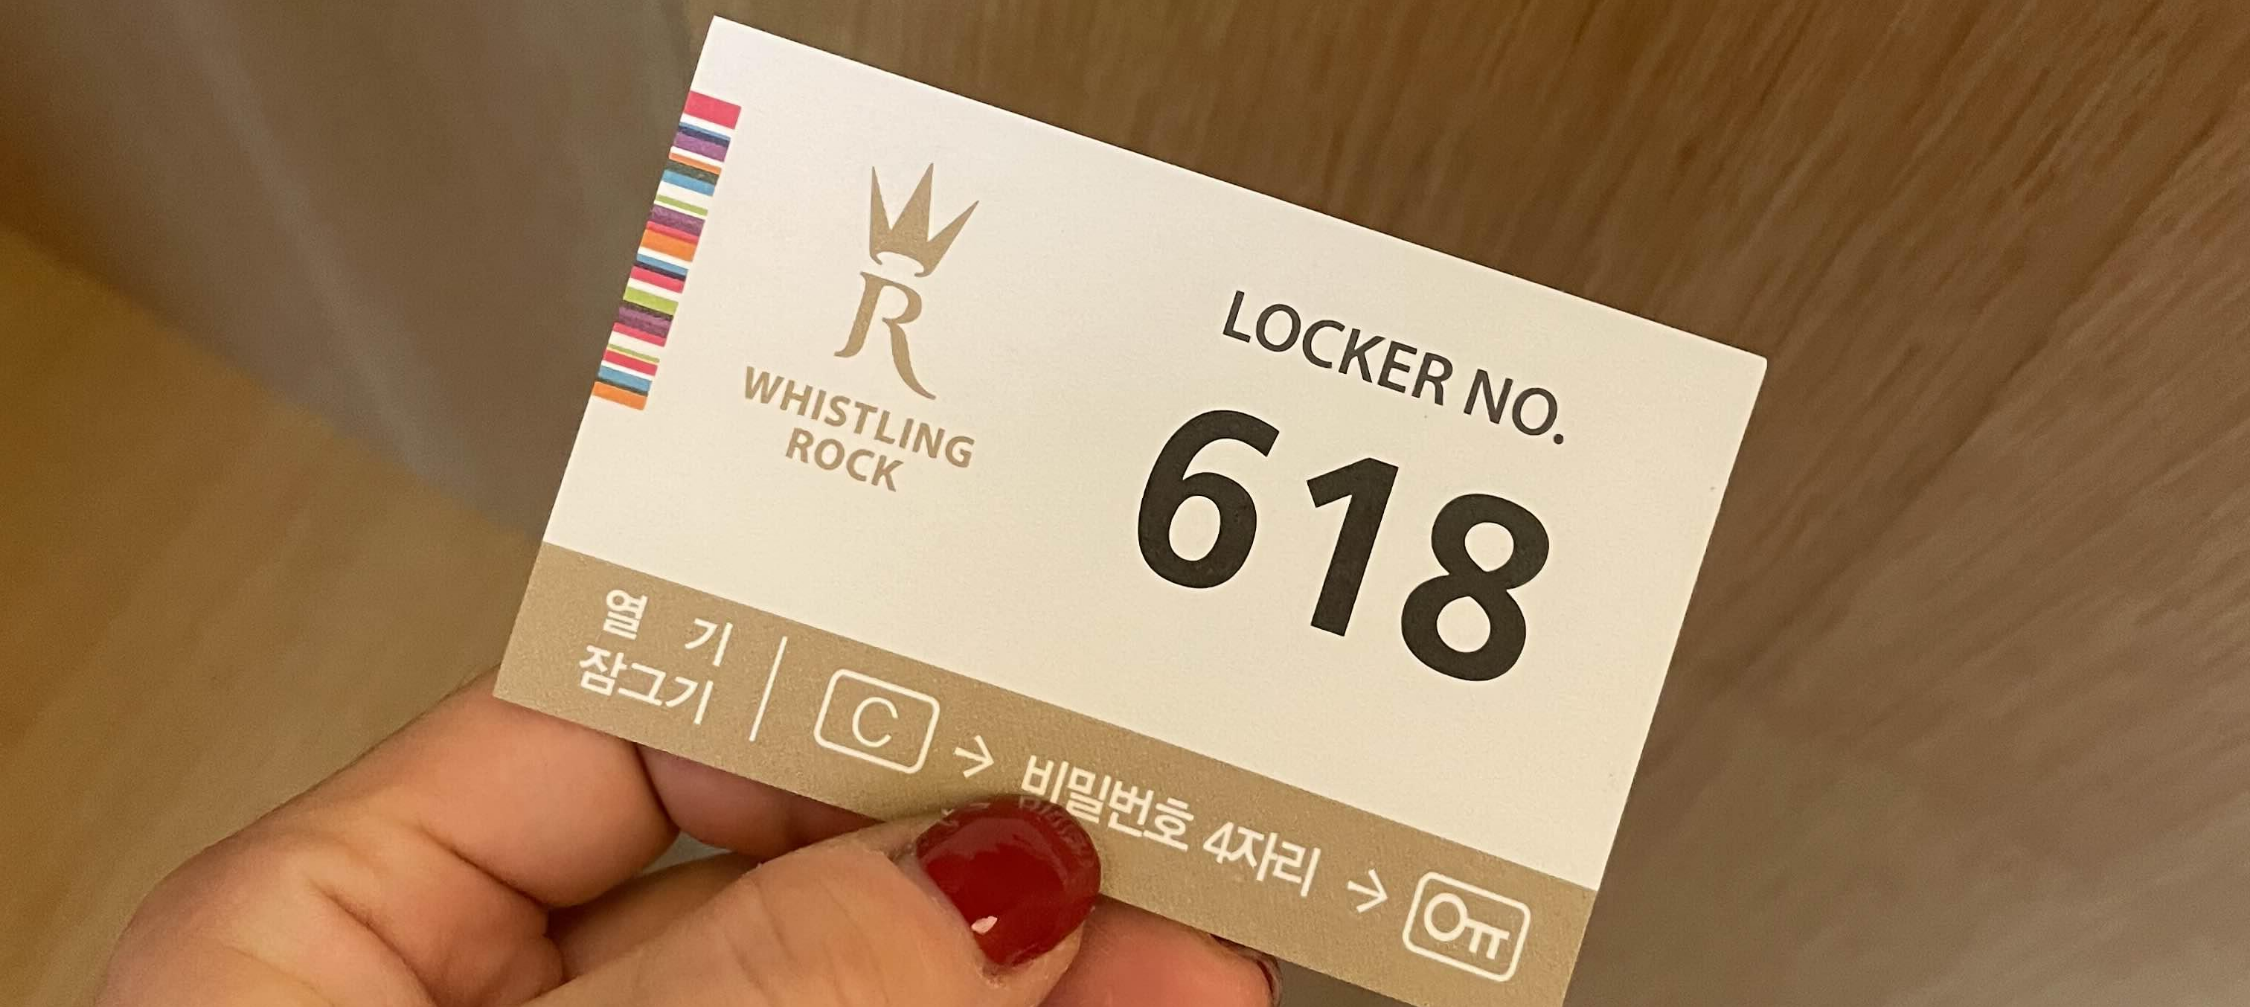 R
WHISTLING
ROCK
LOCKER NO.
618
열 기
잠그기
C → 비밀번호 4자리 →